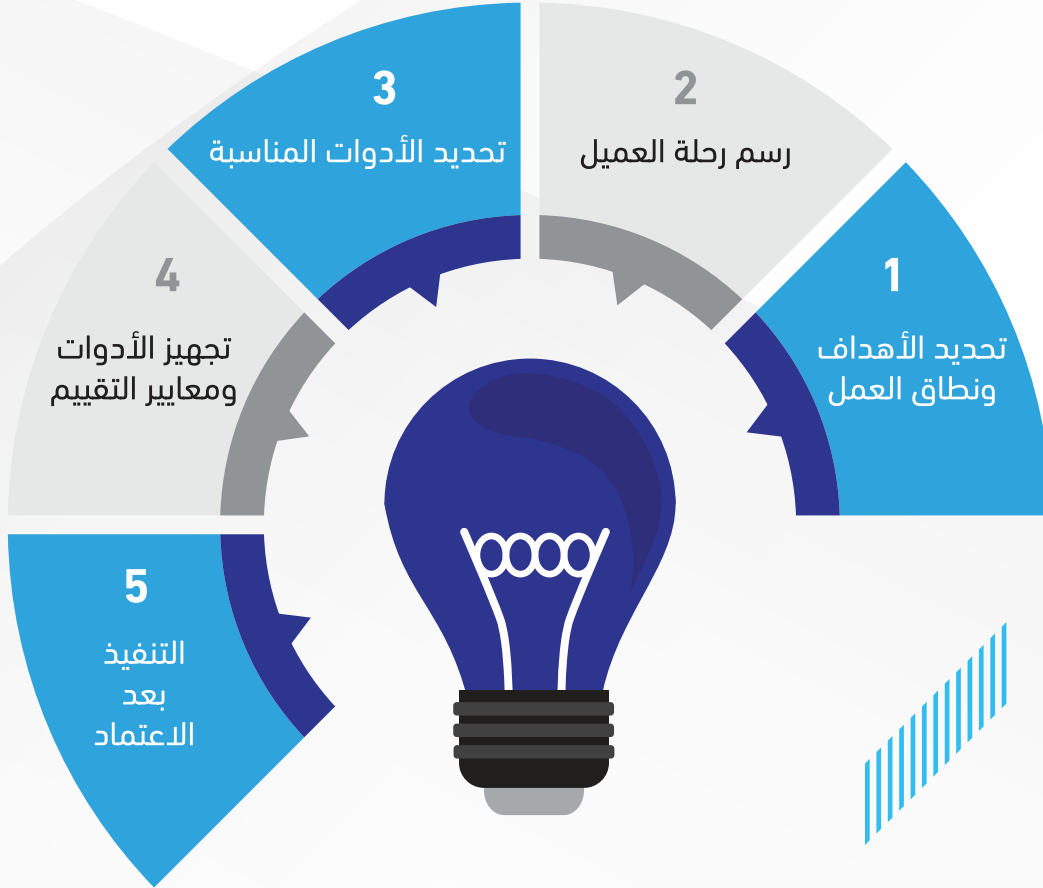 1
تحديد الأهداف
ونطاق العمل
2
رسم رحلة العميل
3
تحديد الأدوات المناسبة
4
تجهيز الأدوات
ومعايير التقييم
5
التنفيذ
بعد
الاعتماد